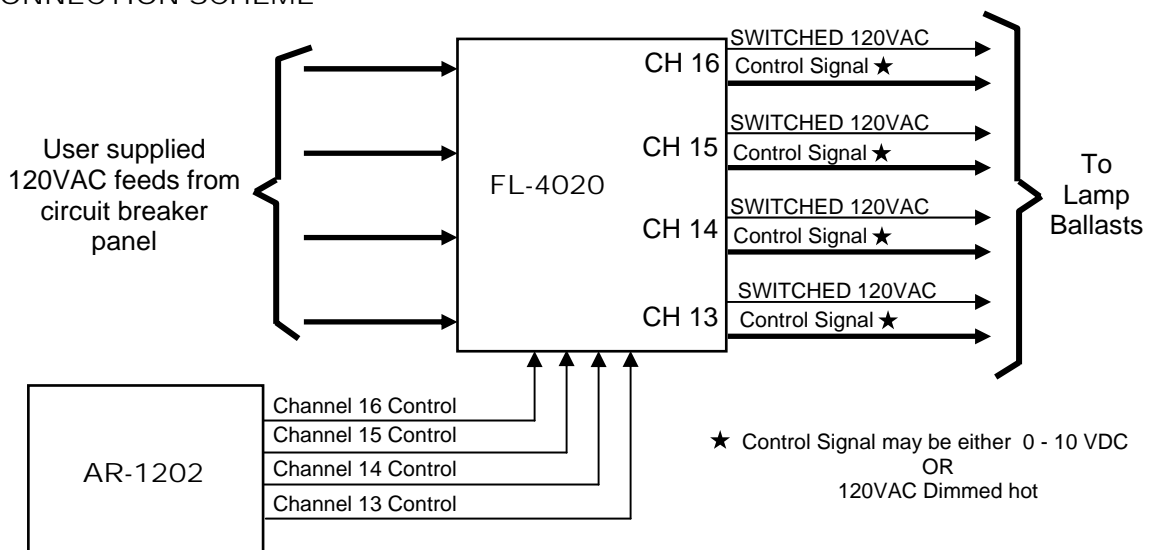 CONNECTION SCHEME
User supplied
120VAC feeds from
circuit breaker
panel
FL-4020
CH 16
SWITCHED 120VAC
Control Signal ★
CH 15
SWITCHED 120VAC
Control Signal ★
CH 14
SWITCHED 120VAC
Control Signal ★
CH 13
SWITCHED 120VAC
Control Signal ★
To
Lamp
Ballasts
AR-1202
Channel 16 Control
Channel 15 Control
Channel 14 Control
Channel 13 Control
★ Control Signal may be either 0 - 10 VDC
OR
120VAC Dimmed hot